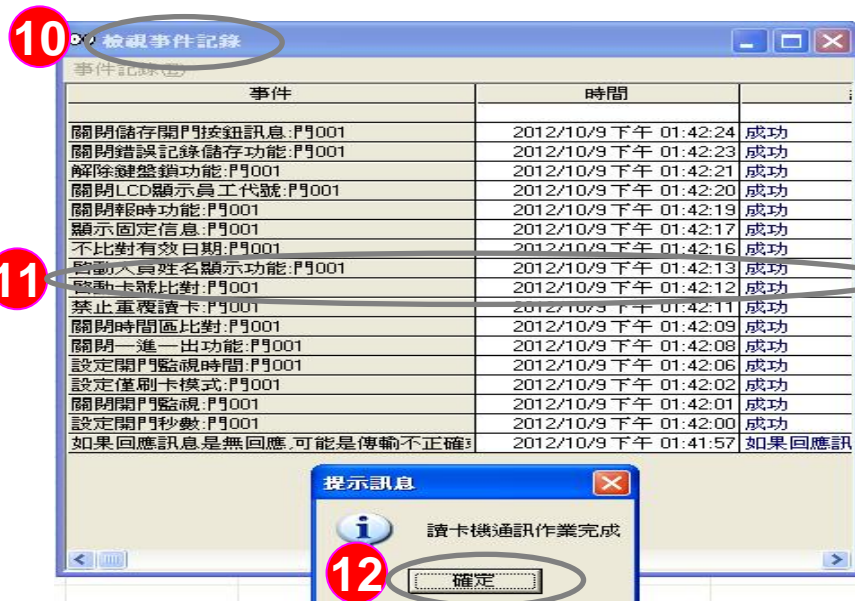 10 檢視事件記錄
事件記錄(E)
事件 時間
關閉儲存開門按鈕訊息:門001 2012/10/9 下午 01:42:24 成功
關閉錯誤記錄儲存功能:門001 2012/10/9 下午 01:42:23 成功
解除鍵盤鎖功能:門001 2012/10/9 下午 01:42:21 成功
關閉LCD顯示員工代號:門001 2012/10/9 下午 01:42:20 成功
關閉報時功能:門001 2012/10/9 下午 01:42:19 成功
顯示固定信息:門001 2012/10/9 下午 01:42:17 成功
不比對有效日期:門001 2012/10/9 下午 01:42:16 成功
啟動人員姓名顯示功能:門001 2012/10/9 下午 01:42:13 成功
11
啟動卡號比對:門001 2012/10/9 下午 01:42:12 成功
禁止重覆讀卡:門001 2012/10/9 下午 01:42:11 成功
關閉時間區比對:門001 2012/10/9 下午 01:42:09 成功
關閉一進一出功能:門001 2012/10/9 下午 01:42:08 成功
設定開門監視時間:門001 2012/10/9 下午 01:42:06 成功
設定僅刷卡模式:門001 2012/10/9 下午 01:42:02 成功
關閉開門監視:門001 2012/10/9 下午 01:42:01 成功
設定開門秒數:門001 2012/10/9 下午 01:42:00 成功
如果回應訊息是無回應,可能是傳輸不正確 2012/10/9 下午 01:41:57 如果回應訊
提示訊息
讀卡機通訊作業完成
12 確定